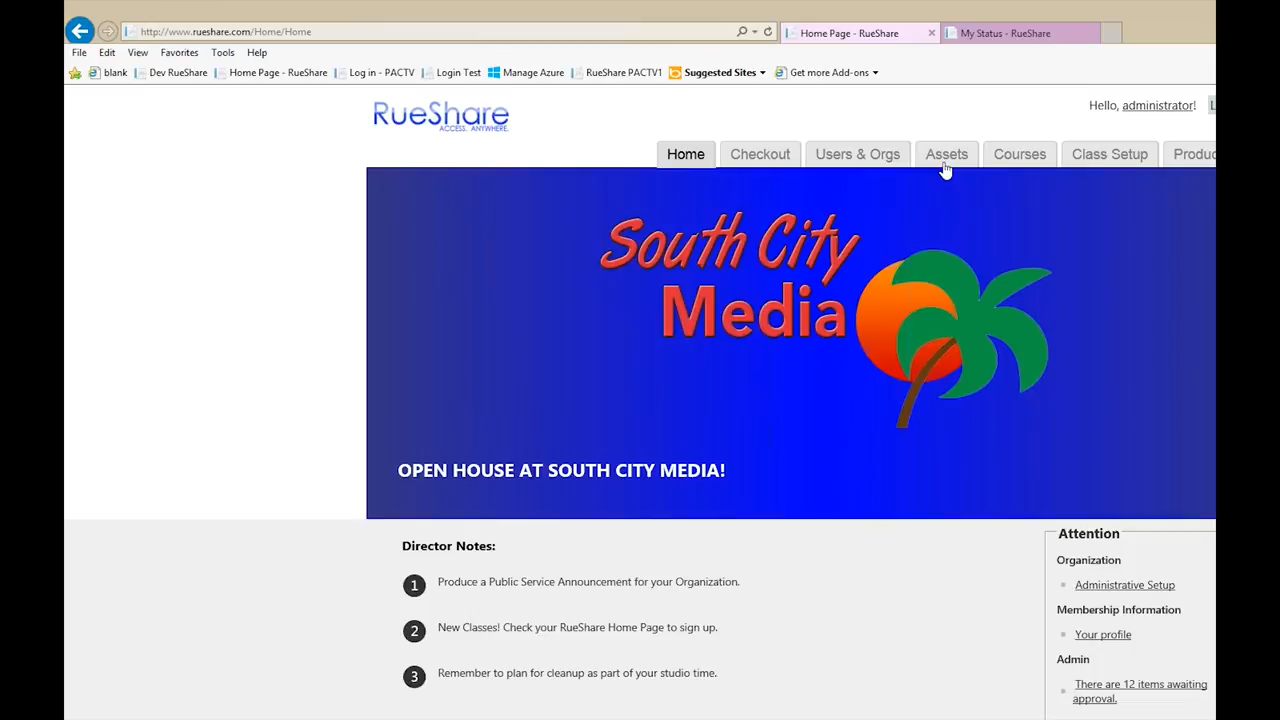 http://www.rueshare.com/Home/Home
Home Page - RueShare
My Status - RueShare
File Edit View Favorites Tools Help
blank Dev RueShare Home Page - RueShare Log in - PACTV Login Test Manage Azure RueShare PACTV1 Suggested Sites Get more Add-ons
RueShare
ACCESS. ANYWHERE.
Hello, administrator! L
Home Checkout Users & Orgs Assets Courses Class Setup Produc
South City
Media
OPEN HOUSE AT SOUTH CITY MEDIA!
Director Notes:
1 Produce a Public Service Announcement for your Organization.
2 New Classes! Check your RueShare Home Page to sign up.
3 Remember to plan for cleanup as part of your studio time.
Attention
Organization
Administrative Setup
Membership Information
Your profile
Admin
There are 12 items awaiting
approval.